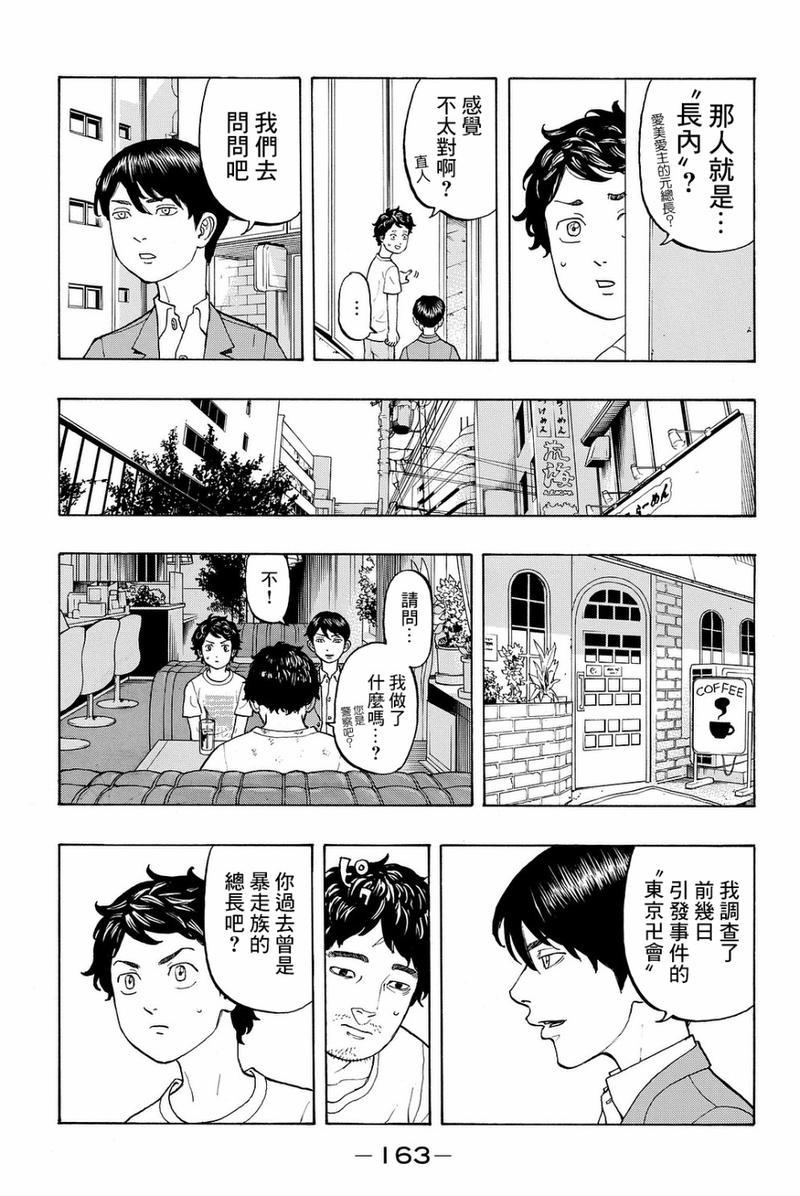 那人就是…
〝長內〞？
愛美愛主的元總長？
感覺
不太對啊？
直人
…
我們去
問問吧
らーめん
つけめん
流海
らーめん
COFFEE
請問…
我做了
什麼嗎…？
您是
警察吧？
不！
我調查了
前幾日
引發事件的
〝東京卍會〞
你過去曾是
暴走族的
總長吧？
—163—